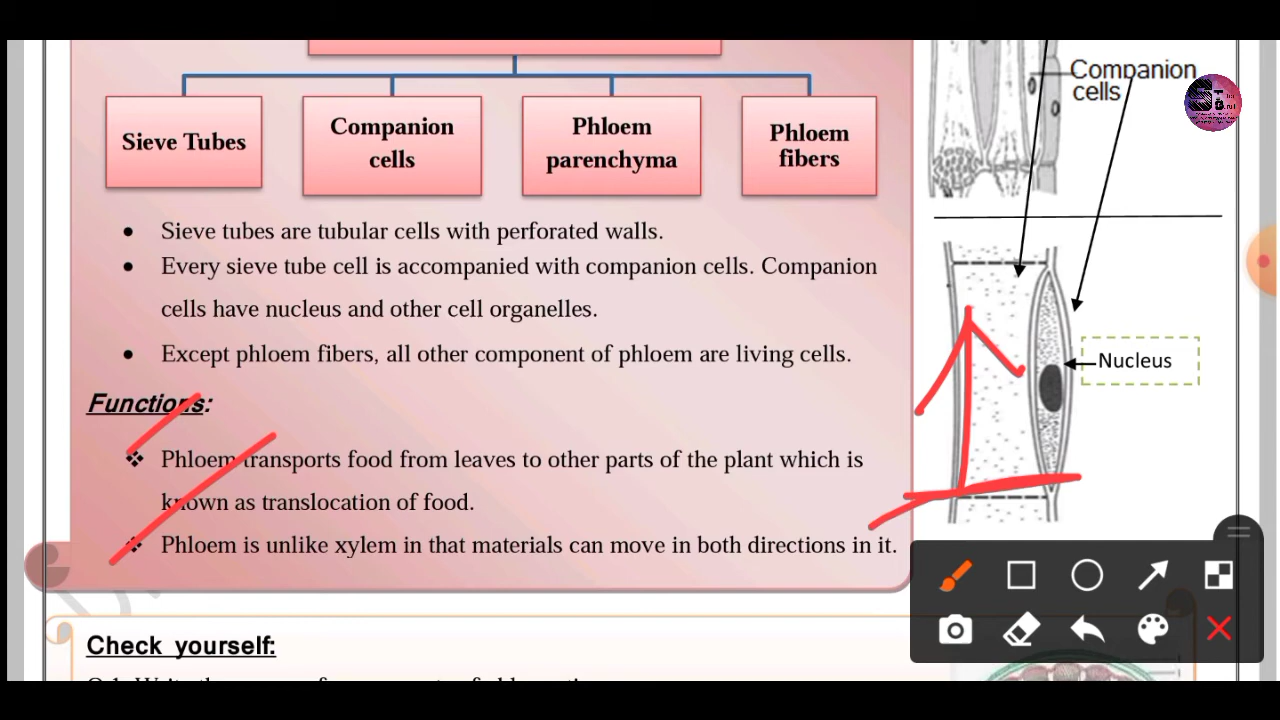 Companion
cells
Sieve Tubes
Companion
cells
Phloem
parenchyma
Phloem
fibers
• Sieve tubes are tubular cells with perforated walls.
• Every sieve tube cell is accompanied with companion cells. Companion
cells have nucleus and other cell organelles.
• Except phloem fibers, all other component of phloem are living cells.
Nucleus
Functions:
❖ Phloem transports food from leaves to other parts of the plant which is
known as translocation of food.
❖ Phloem is unlike xylem in that materials can move in both directions in it.
Check yourself: